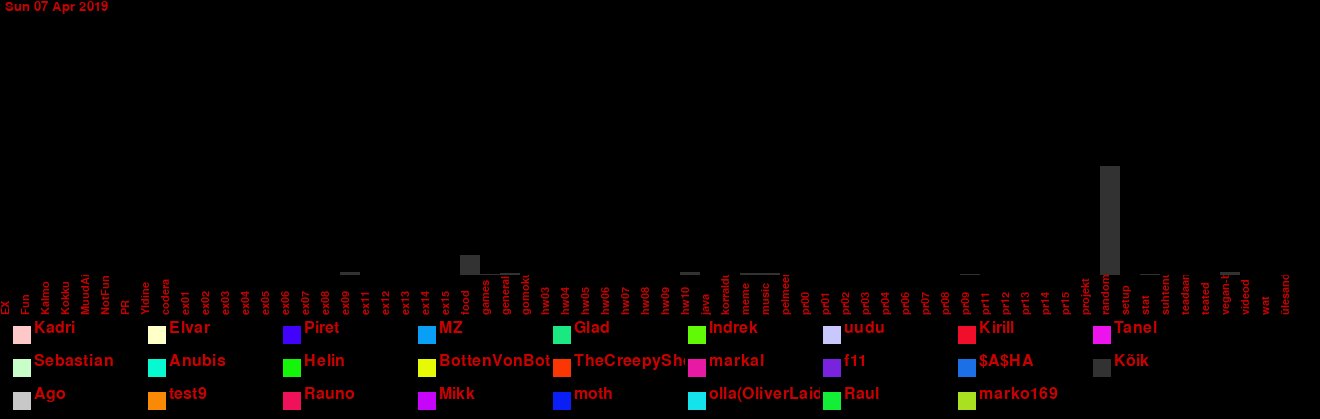 Sun 07 Apr 2019
EX Fun Kalmo Kokku MuudAi NotFun PR Yldine codera ex01 ex02 ex03 ex04 ex05 ex06 ex07 ex08 ex09 ex11 ex12 ex13 ex14 ex15 food games general gomoku hw03 hw04 hw05 hw06 hw07 hw08 hw09 hw10 java korraldu meme music pelmeen pr00 pr01 pr02 pr03 pr04 pr06 pr07 pr08 pr09 pr11 pr12 pr13 pr14 pr15 projekt random setup stat suhtenu teadaan teated vegan-t videod wat ülesand
Kadri Elvar Piret MZ Glad Indrek uudu Kirill Tanel
Sebastian Anubis Helin BottenVonBot TheCreepySh markal f11 $A$HA Köik
Ago test9 Rauno Mikk moth olla(OliverLaid Raul marko169